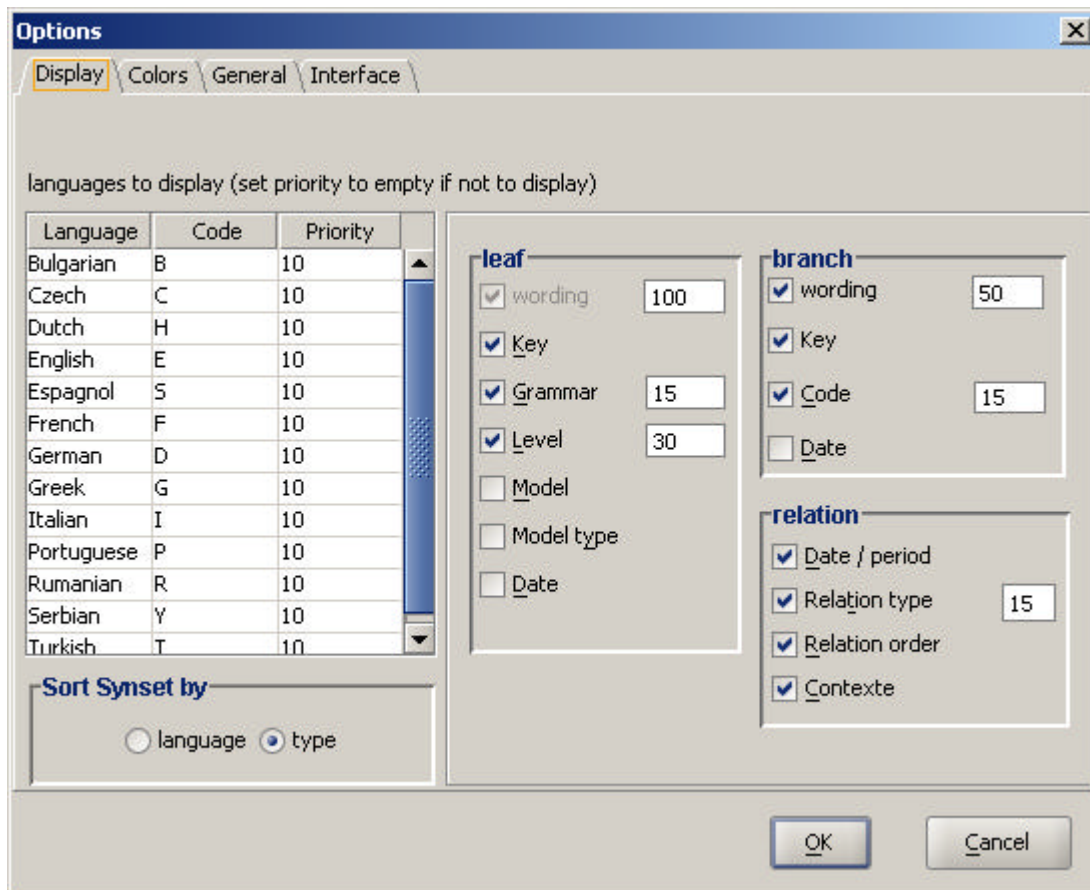 Options
Display Colors General Interface
languages to display (set priority to empty if not to display)
Language Code Priority
Bulgarian B 10
Czech C 10
Dutch H 10
English E 10
Espagnol S 10
French F 10
German D 10
Greek G 10
Italian I 10
Portuguese P 10
Rumanian R 10
Serbian Y 10
Turkish T 10
Sort Synset by
language type
leaf
wording 100
Key
Grammar 15
Level 30
Model
Model type
Date
branch
wording 50
Key
Code 15
Date
relation
Date / period
Relation type 15
Relation order
Contexte
OK Cancel